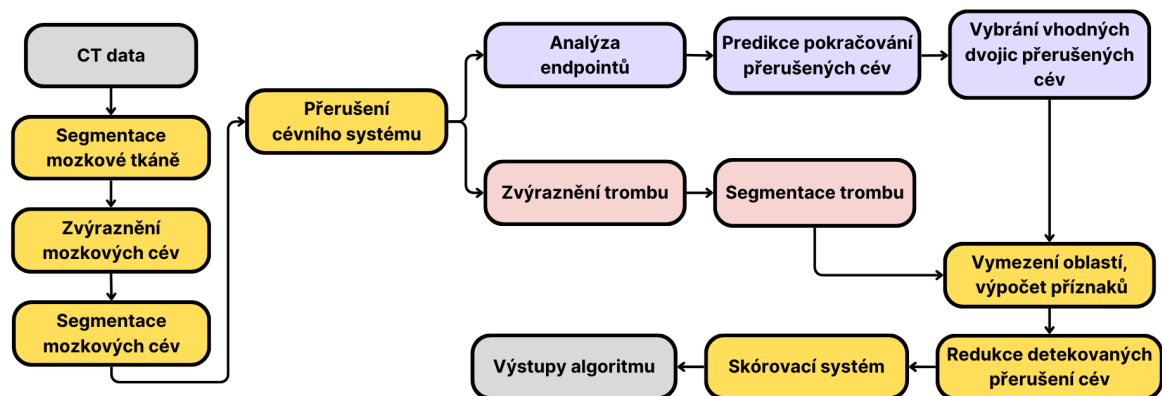 CT data
Segmentace
mozkové tkáně
Zvýraznění
mozkových cév
Segmentace
mozkových cév
Přerušení
cévního systému
Analýza
endpointů
Predikce pokračování
přerušených cév
Vybrání vhodných
dvojic přerušených
cév
Zvýraznění trombu
Segmentace trombu
Vymezení oblastí,
výpočet příznaků
Redukce detekovaných
přerušení cév
Skórovací systém
Výstupy algoritmu